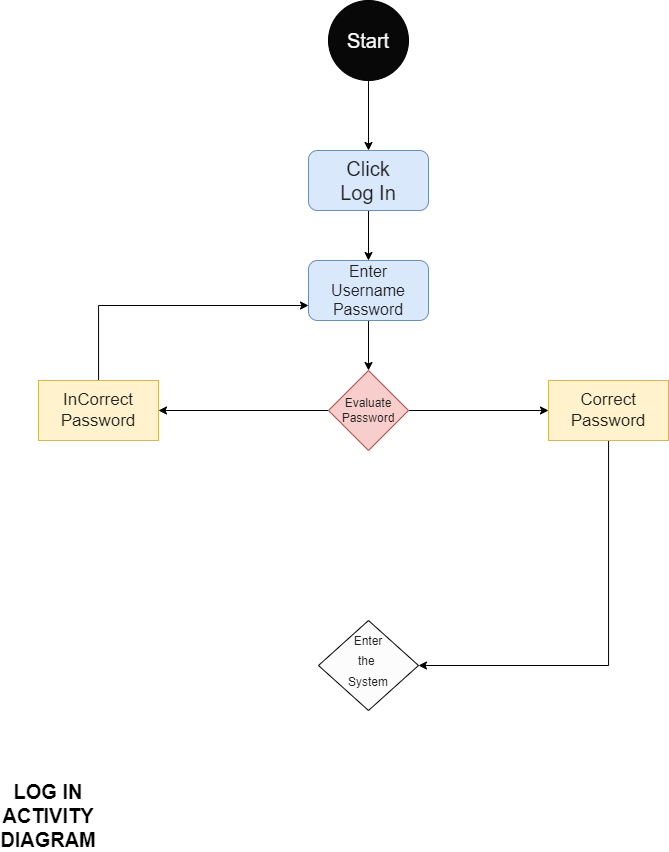 Start
Click
Log In
Enter
Username
Password
InCorrect
Password
Evaluate
Password
Correct
Password
Enter
the
System
LOG IN
ACTIVITY
DIAGRAM